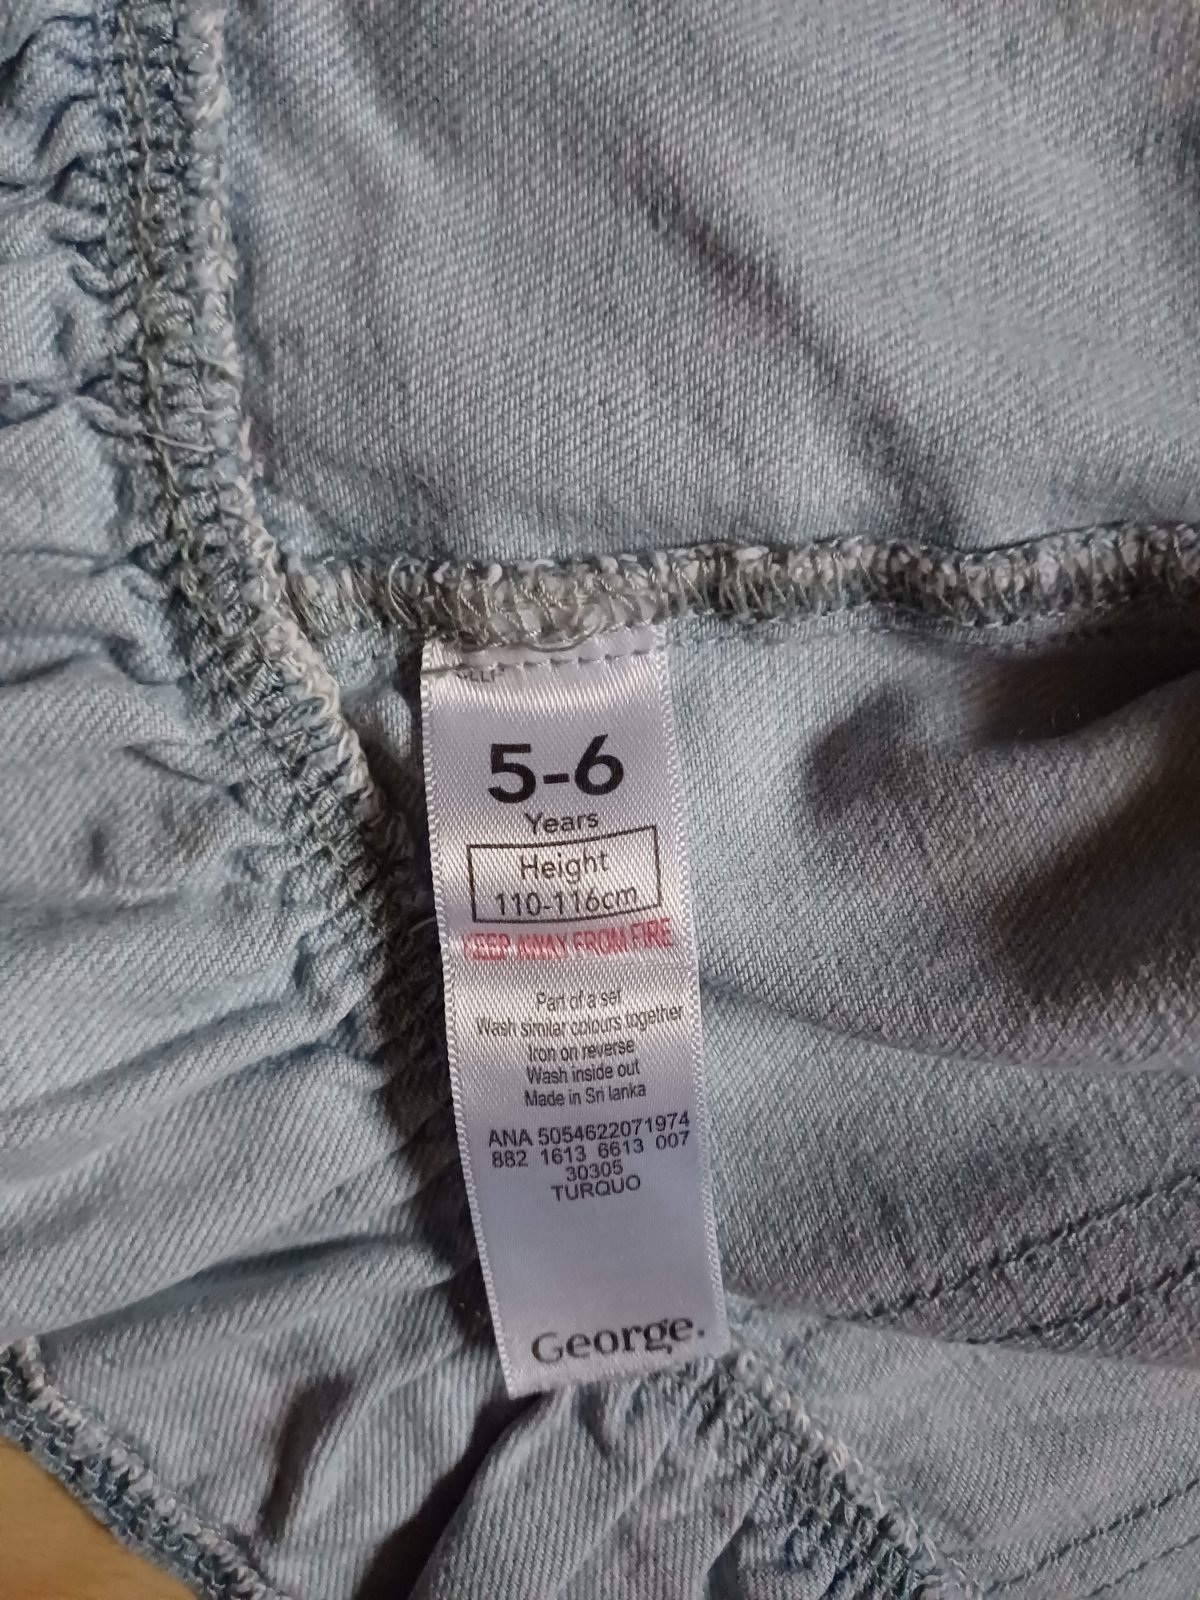 5-6
Years
Height
110-116cm
KEEP AWAY FROM FIRE
Part of a set
Wash similar colours together
Iron on reverse
Wash inside out
Made in Sri lanka
ANA 5054622071974
882 1613 6613 007
30305
TURQUO
George.